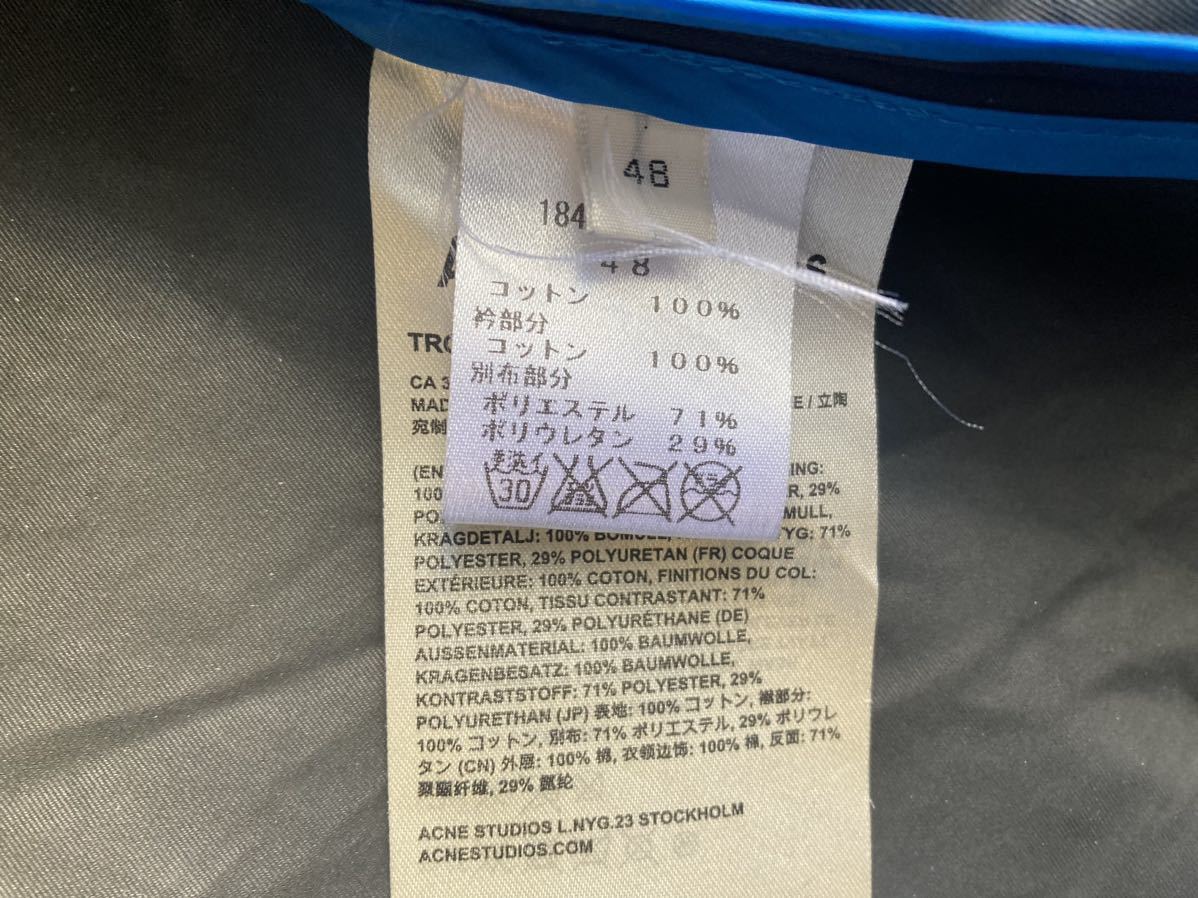 48
184
48
コットン 100%
衿部分
コットン 100%
別布部分
ポリエステル 71%
ポリウレタン 29%
30
S
CA 3
宛制
(EN
100
R, 29%
MULL,
KRAGDETALJ: 100% BOMULL, TYG: 71%
POLYESTER, 29% POLYURETAN (FR) COQUE
EXTÉRIEURE: 100% COTON, FINITIONS DU COL:
100% COTON, TISSU CONTRASTANT: 71%
POLYESTER, 29% POLYURÉTHANE (DE)
AUSSENMATERIAL: 100% BAUMWOLLE,
KRAGENBESATZ: 100% BAUMWOLLE,
KONTRASTSTOFF: 71% POLYESTER, 29%
POLYURETHAN (JP) 表地: 100% コットン, 襟部分:
100% コットン, 別布: 71% ポリエステル, 29% ポリウレ
タン (CN) 外层: 100% 棉, 衣领边饰: 100% 棉, 反面: 71%
聚酯纤维, 29% 氨纶
ACNE STUDIOS L.NYG.23 STOCKHOLM
ACNESTUDIOS.COM